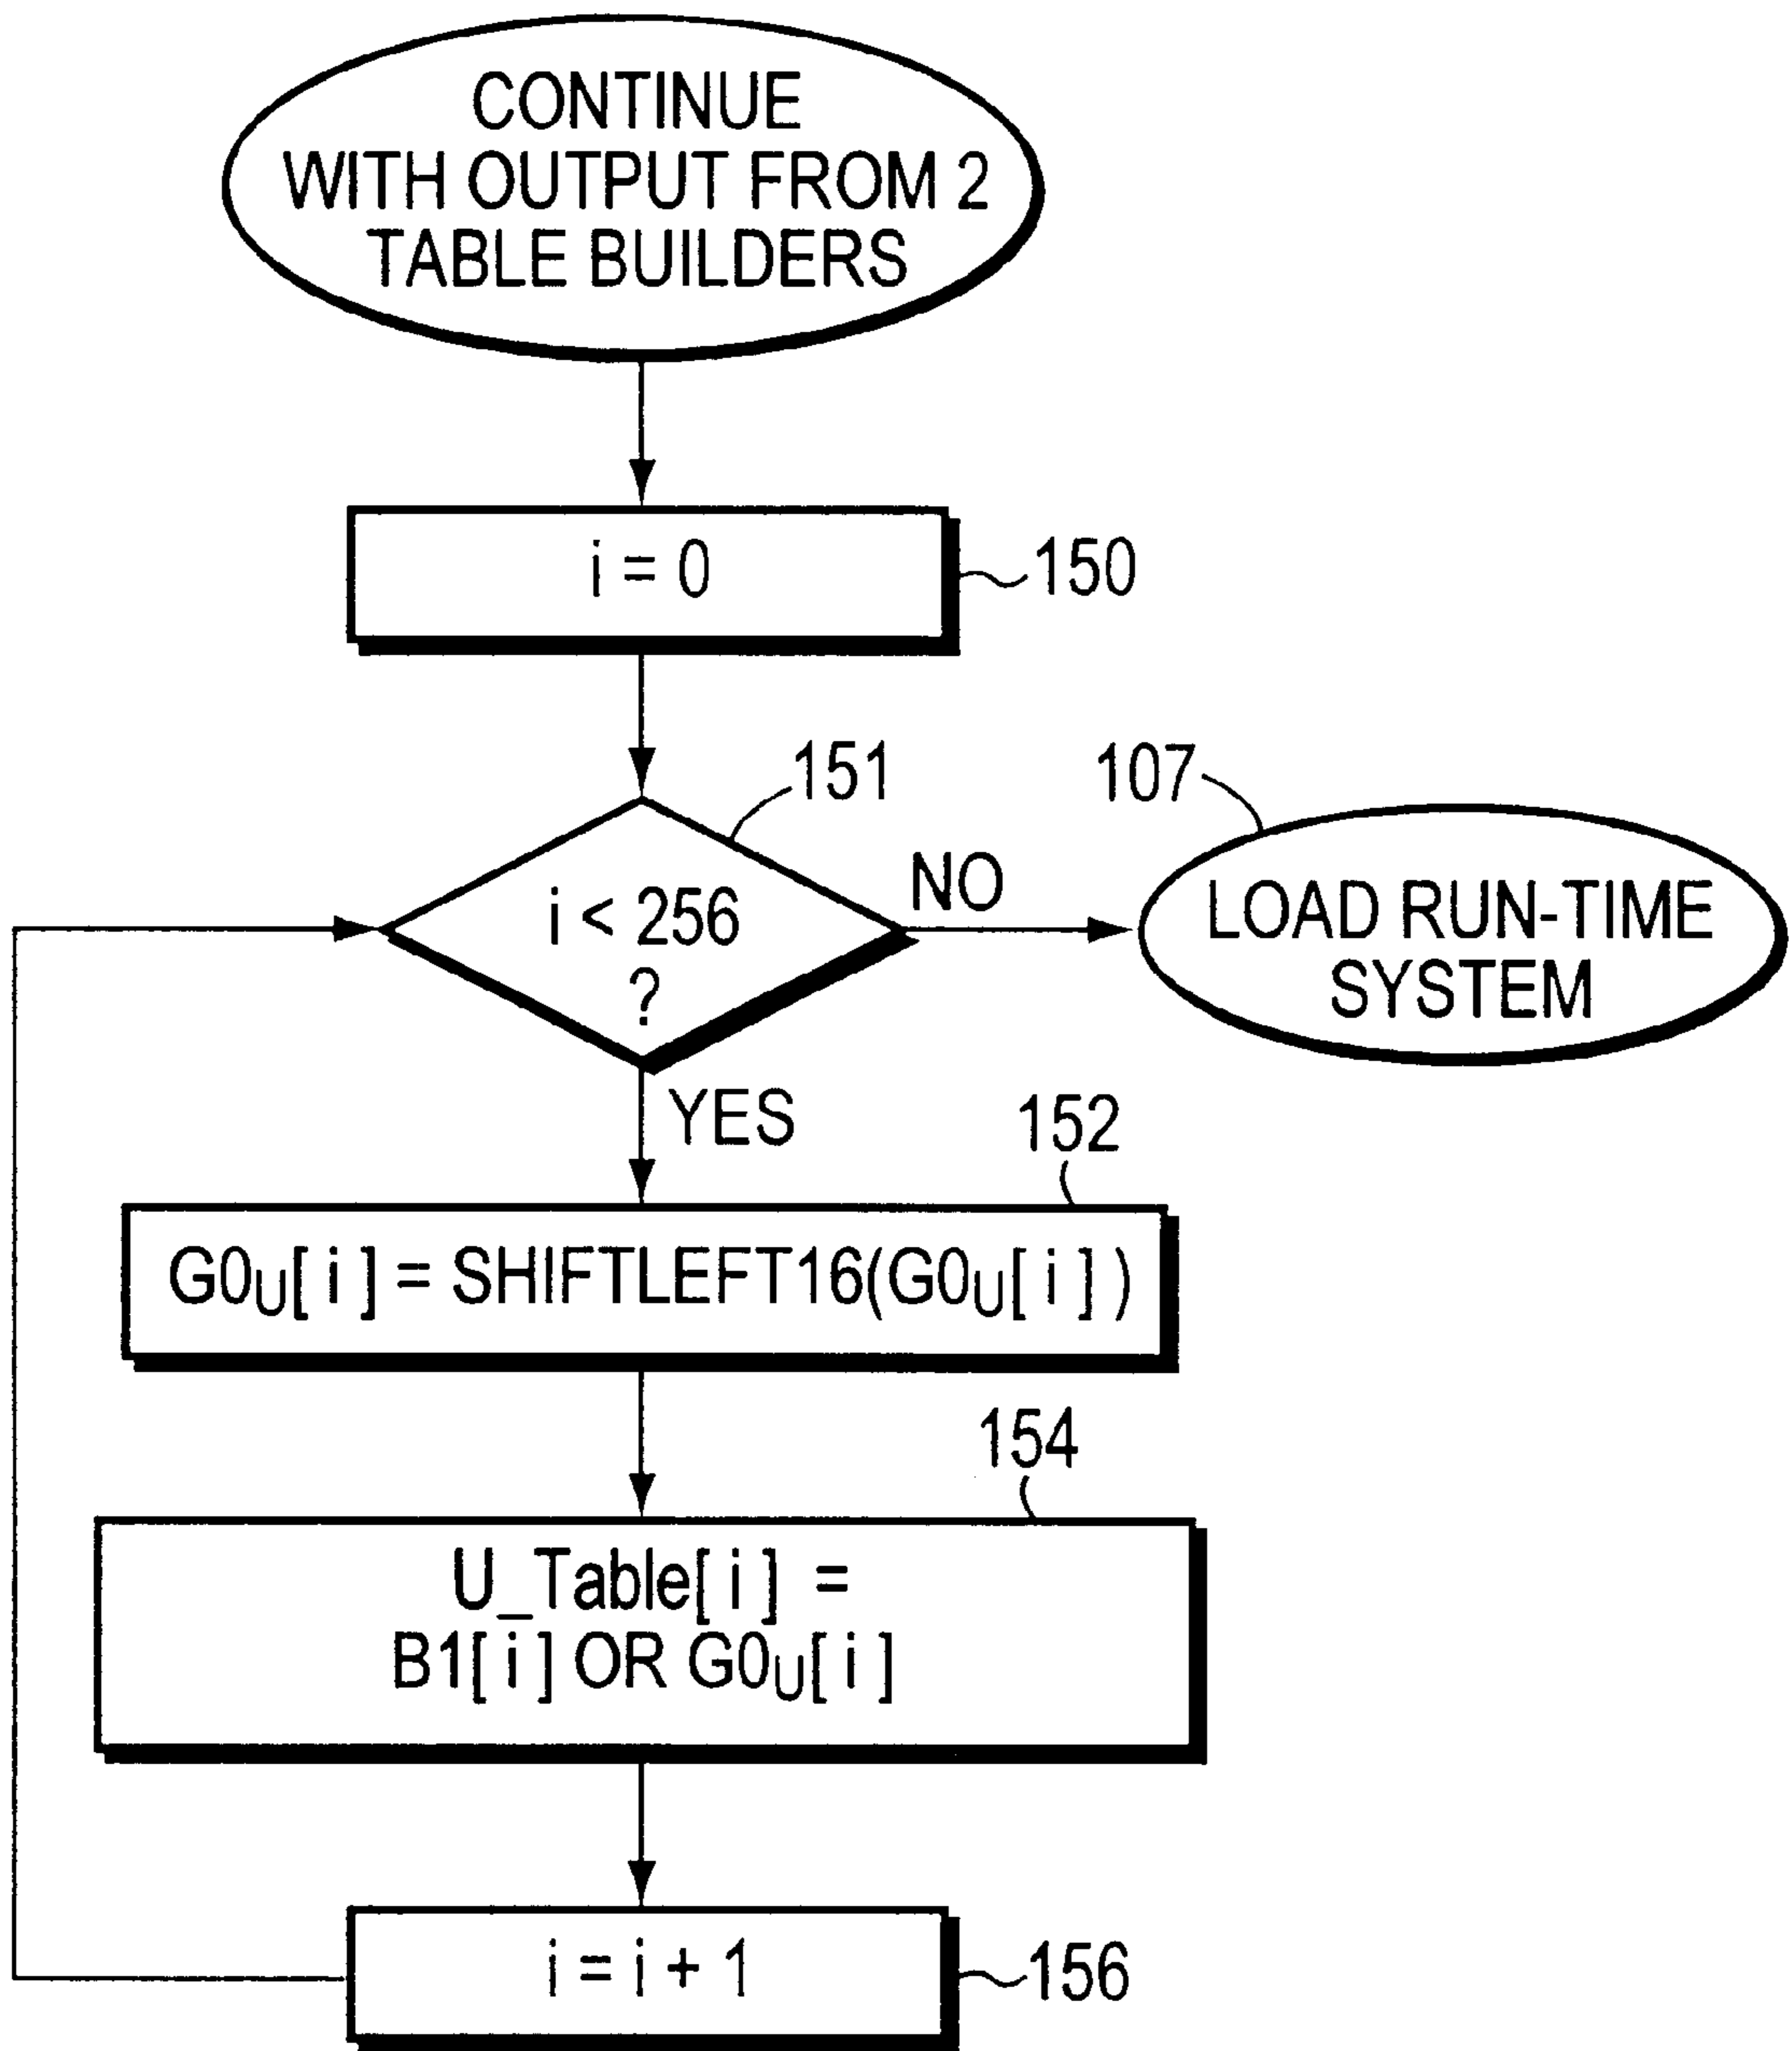 CONTINUE
WITH OUTPUT FROM 2
TABLE BUILDERS
i = 0
150
151
107
i < 256
?
NO
LOAD RUN-TIME
SYSTEM
YES
152
G0U[ i ] = SHIFTLEFT16(G0U[ i ] )
154
U_Table[ i ] =
B1[ i ] OR G0U[ i ]
i = i + 1
156